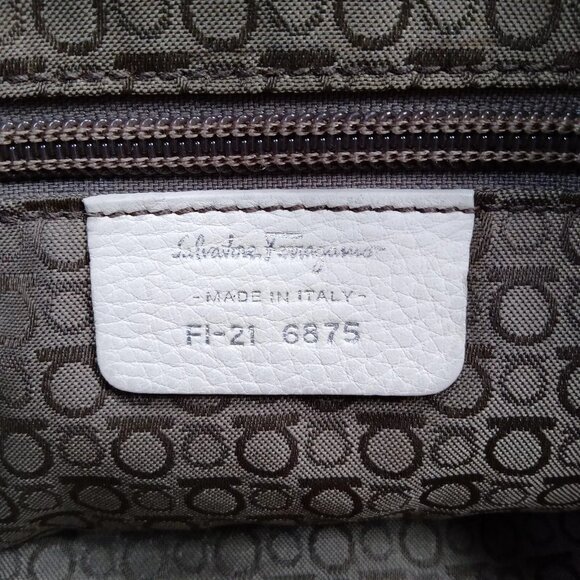 Salvatore Ferragamo
- MADE IN ITALY -
FI-21 6875